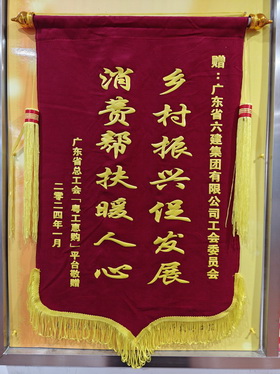 赠：广东省六建集团有限公司工会委员会
乡村振兴促发展
消费帮扶暖人心
广东省总工会「粤工惠购」平台敬赠
二零二四年一月